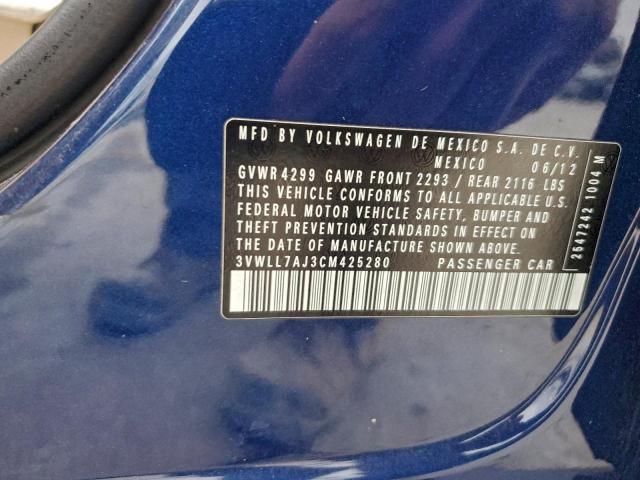 MFD BY VOLKSWAGEN DE MEXICO S.A. DE C.V.
MEXICO 06/12
GVWR 4299 GAWR FRONT 2293 / REAR 2116 LBS
THIS VEHICLE CONFORMS TO ALL APPLICABLE U.S.
FEDERAL MOTOR VEHICLE SAFETY, BUMPER AND
THEFT PREVENTION STANDARDS IN EFFECT ON
THE DATE OF MANUFACTURE SHOWN ABOVE.
3VWLL7AJ3CM425280 PASSENGER CAR
2547242 1004 M